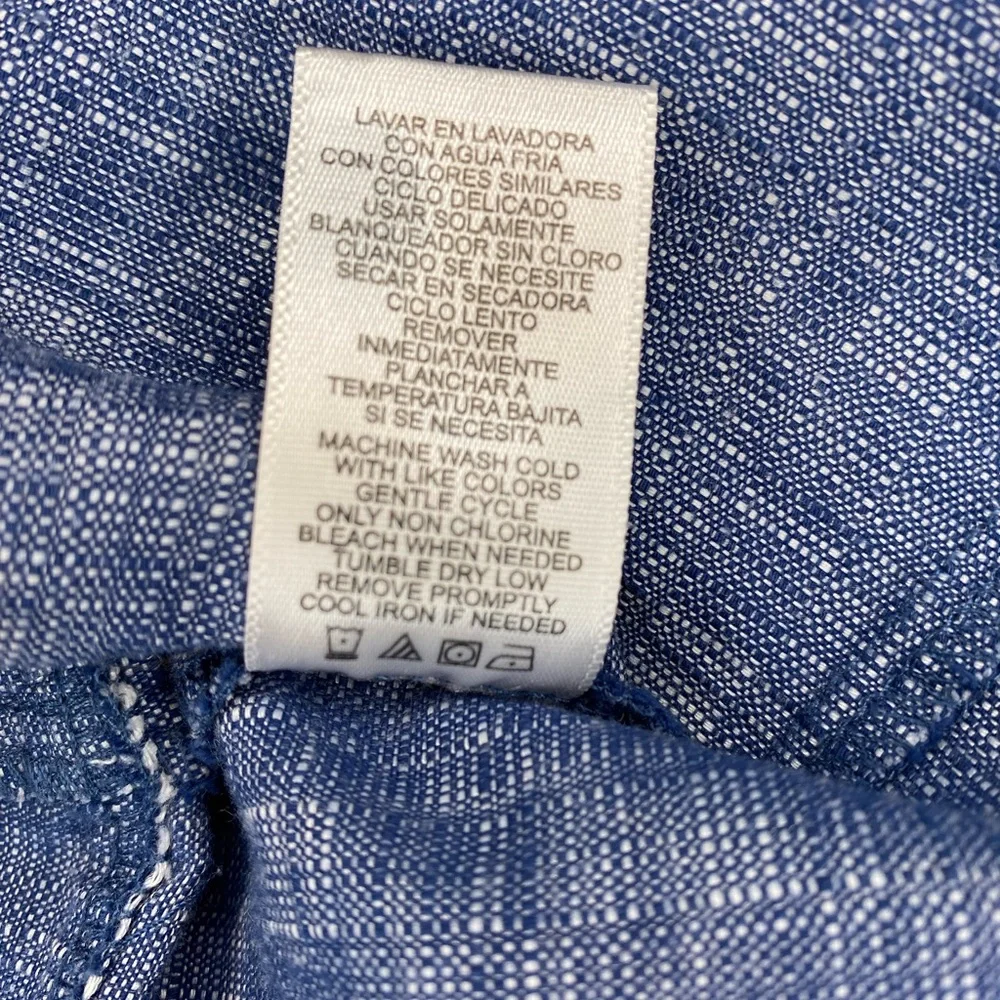 LAVAR EN LAVADORA
CON AGUA FRIA
CON COLORES SIMILARES
CICLO DELICADO
USAR SOLAMENTE
BLANQUEADOR SIN CLORO
CUANDO SE NECESITE
SECAR EN SECADORA
CICLO LENTO
REMOVER
INMEDIATAMENTE
PLANCHAR A
TEMPERATURA BAJITA
SI SE NECESITA
MACHINE WASH COLD
WITH LIKE COLORS
GENTLE CYCLE
ONLY NON CHLORINE
BLEACH WHEN NEEDED
TUMBLE DRY LOW
REMOVE PROMPTLY
COOL IRON IF NEEDED